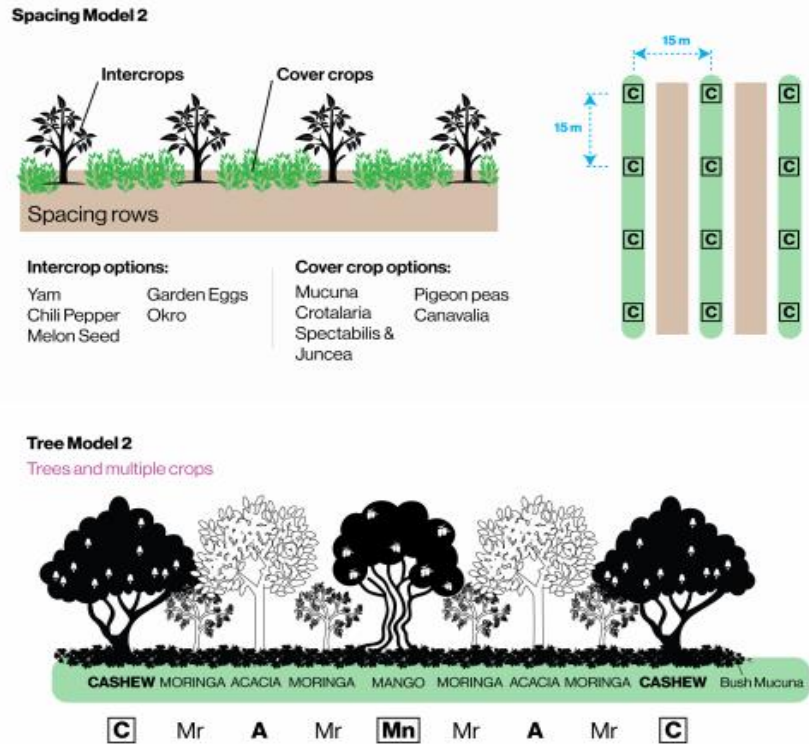 Spacing Model 2
Intercrops
Cover crops
Spacing rows
Intercrop options:
Yam
Chili Pepper
Melon Seed
Garden Eggs
Okro
Cover crop options:
Mucuna
Crotalaria
Spectabilis &
Juncea
Pigeon peas
Canavalia
15 m
15 m
C C C
C C C
C C C
C C C
Tree Model 2
Trees and multiple crops
CASHEW MORINGA ACACIA MORINGA MANGO MORINGA ACACIA MORINGA CASHEW Bush Mucuna
C Mr A Mr Mn Mr A Mr C